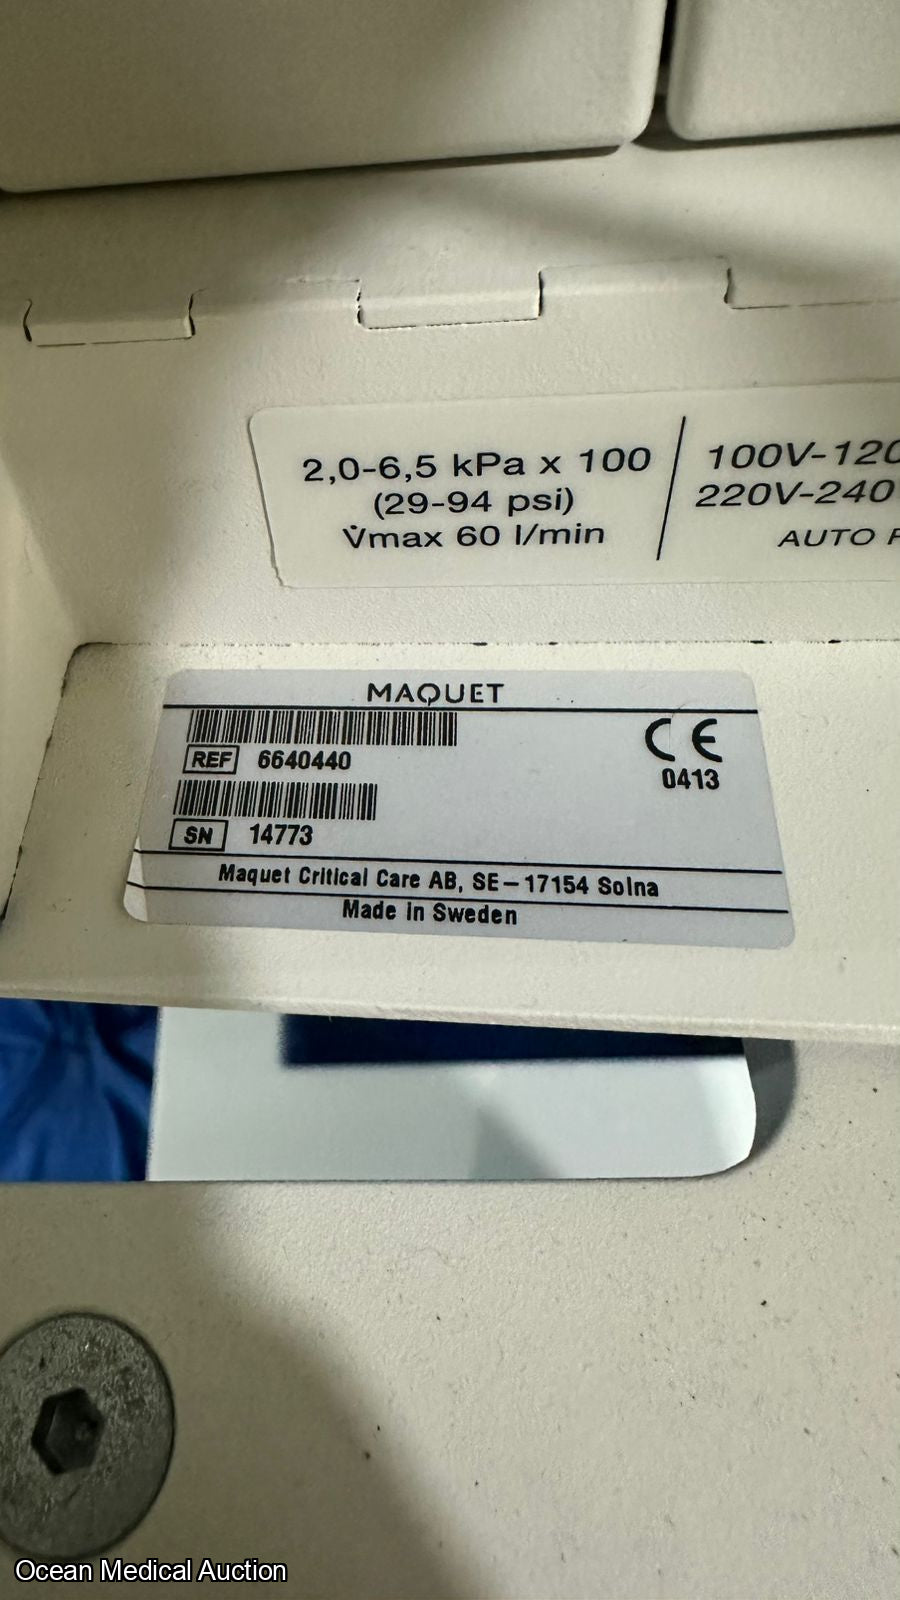 2,0-6,5 kPa x 100
(29-94 psi)
V̇max 60 l/min
100V-120
220V-240
AUTO
MAQUET
REF 6640440
CE
0413
SN 14773
Maquet Critical Care AB, SE-17154 Solna
Made in Sweden
Ocean Medical Auction